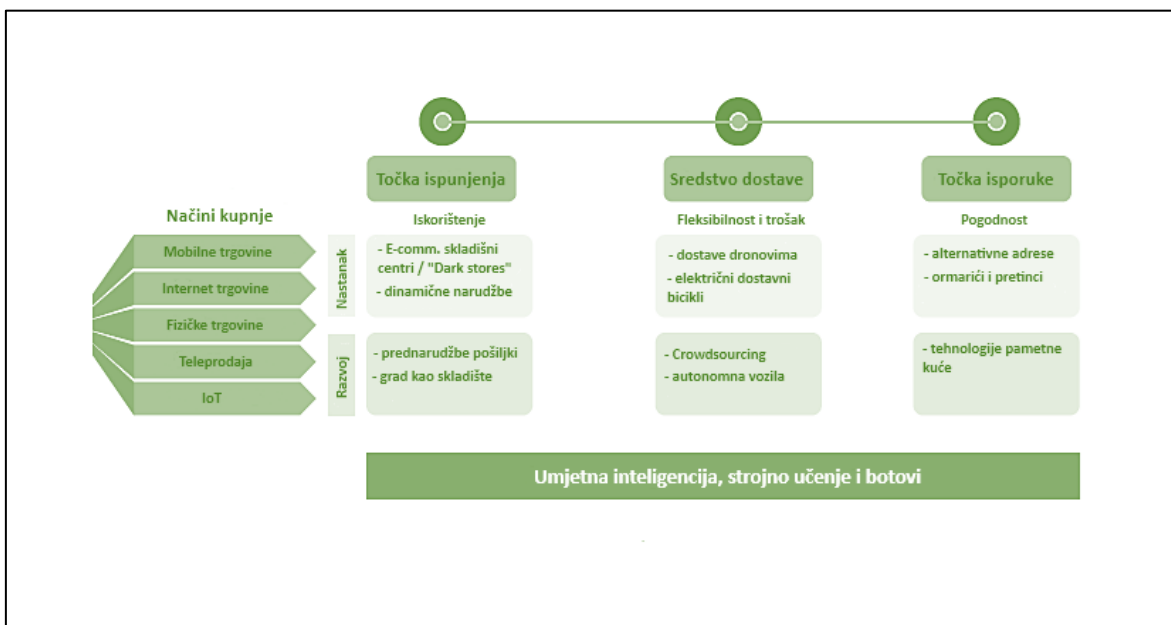 Točka ispunjenja
Sredstvo dostave
Točka isporuke
Načini kupnje
Iskorištenje
Fleksibilnost i trošak
Pogodnost
Mobilne trgovine
Internet trgovine
Fizičke trgovine
Teleprodaja
IoT
Nastanak
- E-comm. skladišni
centri / "Dark stores"
- dinamične narudžbe
- dostave dronovima
- električni dostavni
bicikli
- alternativne adrese
- ormarići i pretinci
Razvoj
- prednarudžbe pošiljki
- grad kao skladište
- Crowdsourcing
- autonomna vozila
- tehnologije pametne
kuće
Umjetna inteligencija, strojno učenje i botovi